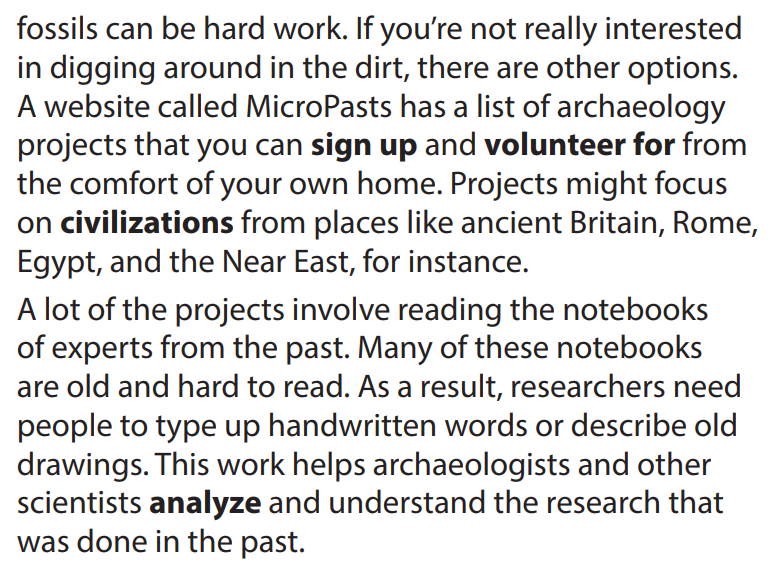 fossils can be hard work. If you’re not really interested
in digging around in the dirt, there are other options.
A website called MicroPasts has a list of archaeology
projects that you can sign up and volunteer for from
the comfort of your own home. Projects might focus
on civilizations from places like ancient Britain, Rome,
Egypt, and the Near East, for instance.
A lot of the projects involve reading the notebooks
of experts from the past. Many of these notebooks
are old and hard to read. As a result, researchers need
people to type up handwritten words or describe old
drawings. This work helps archaeologists and other
scientists analyze and understand the research that
was done in the past.